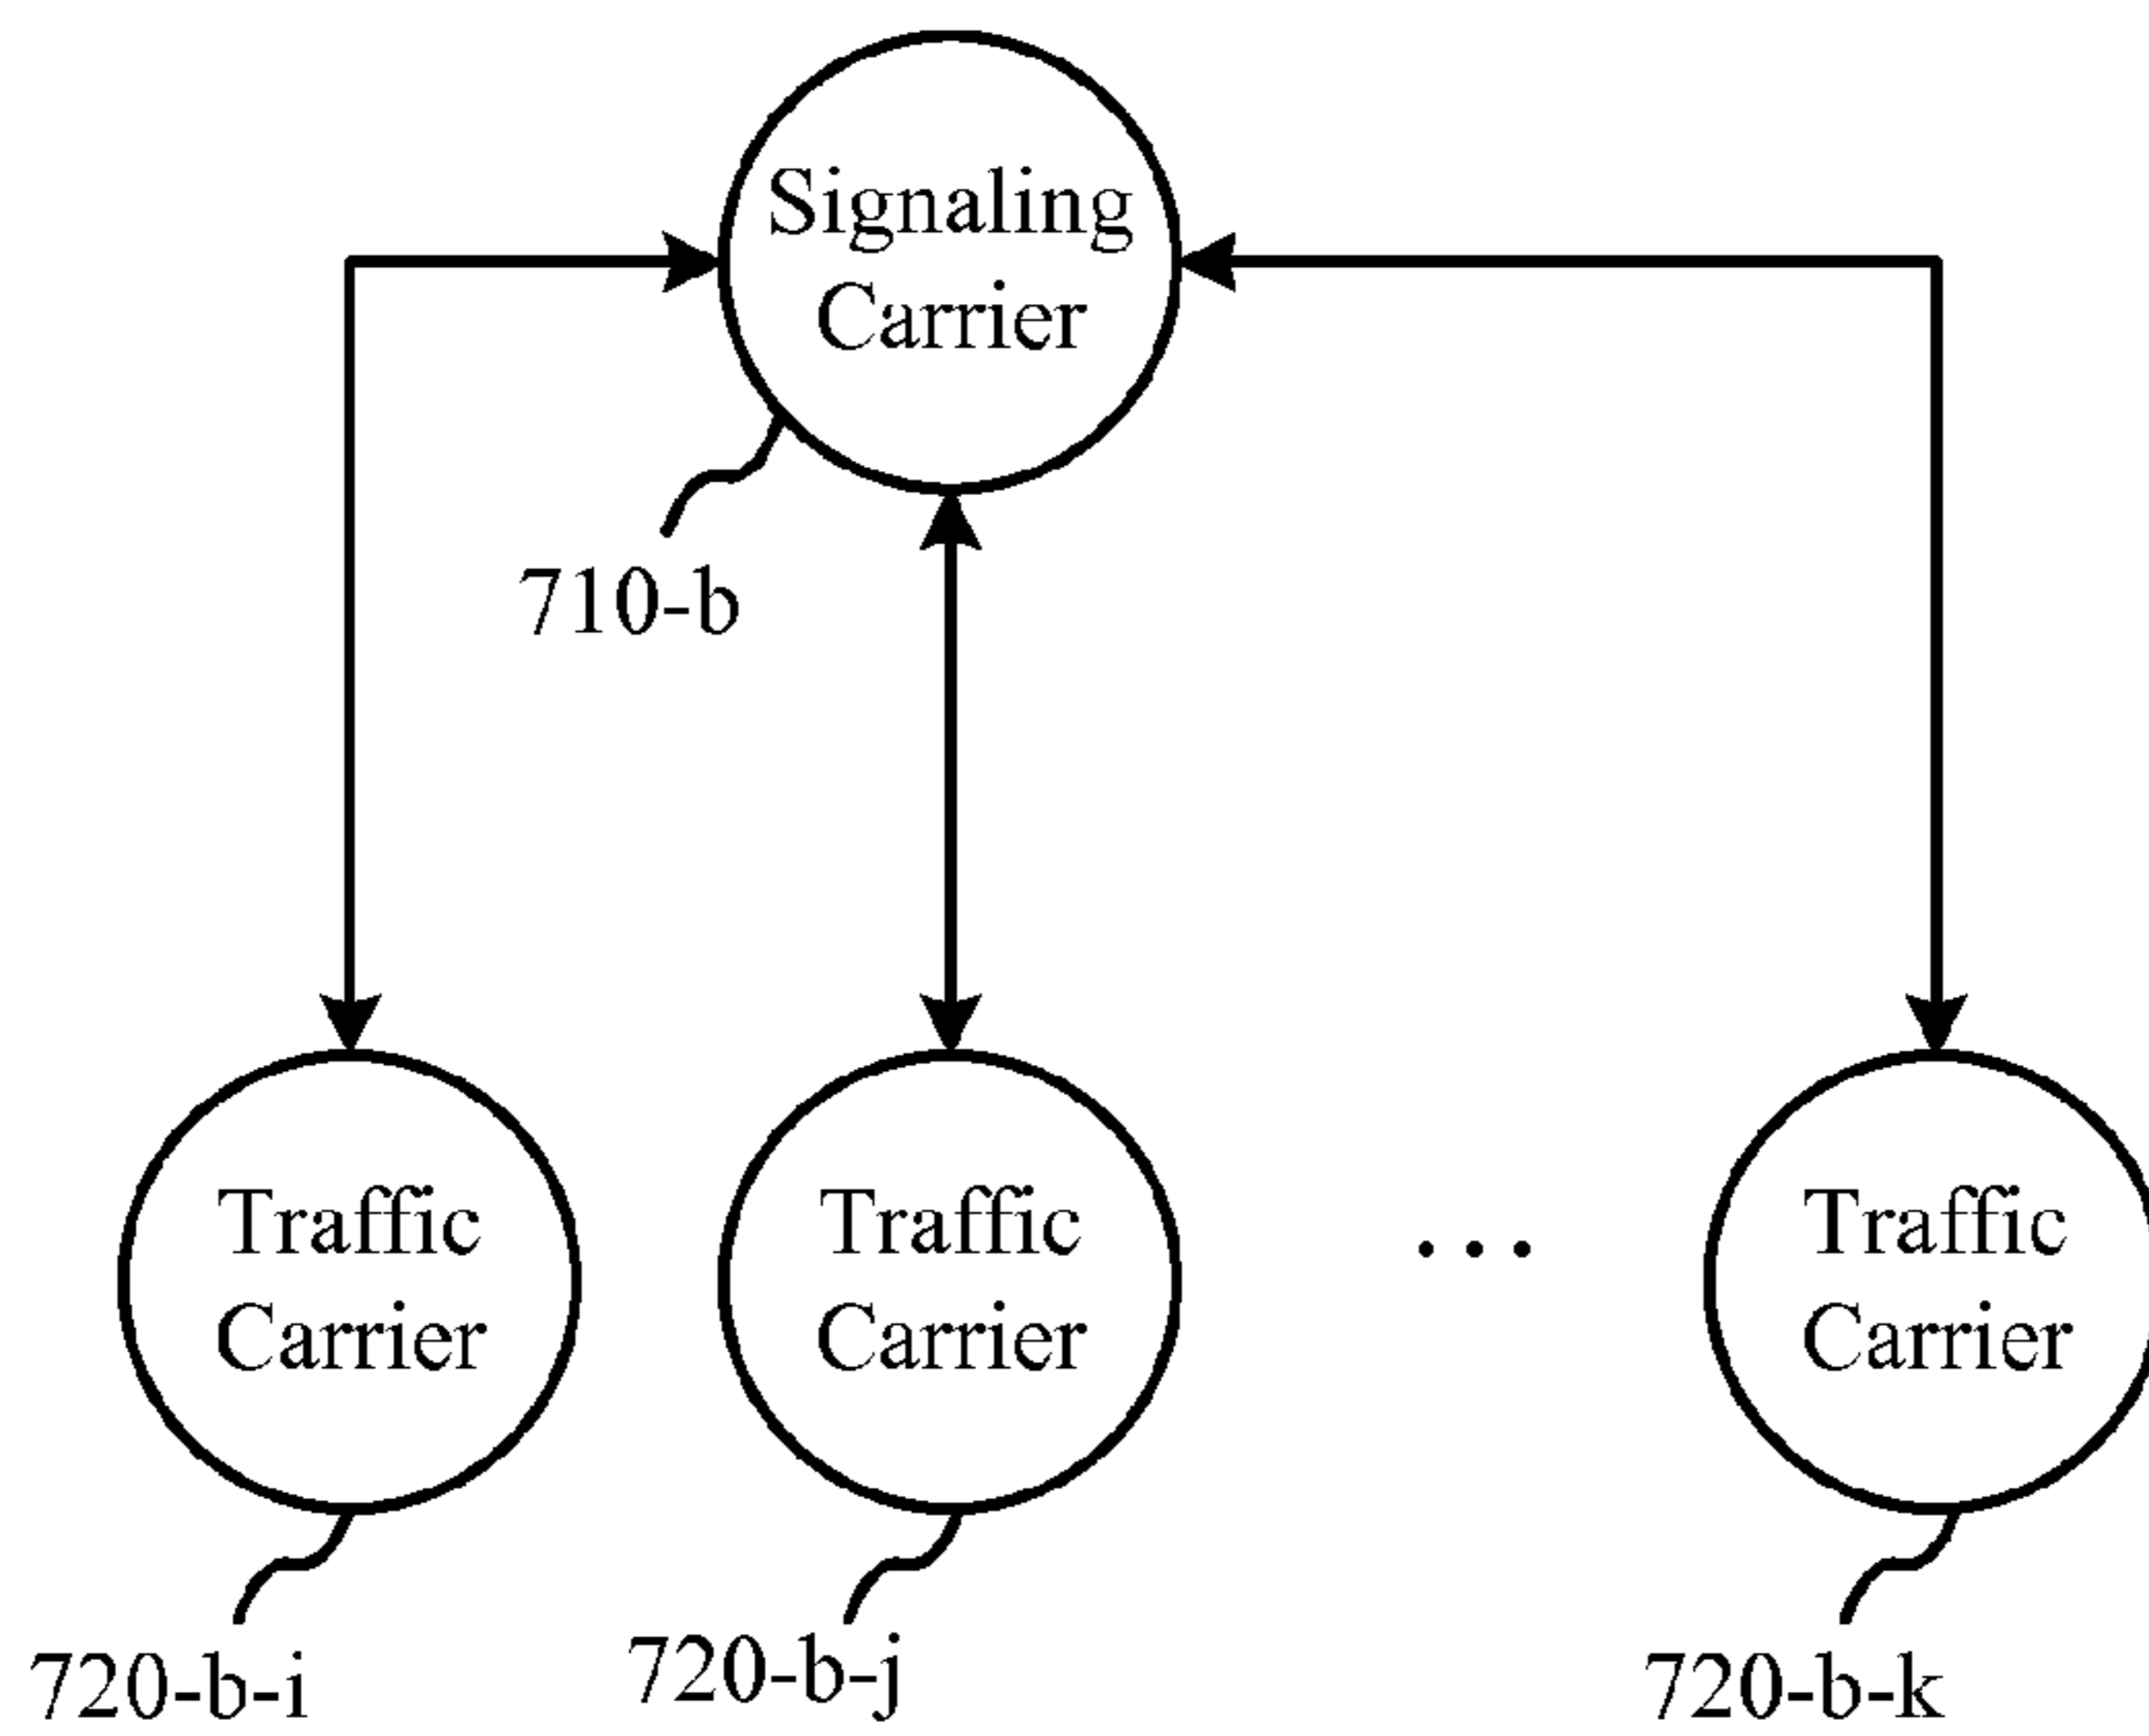 Signaling
Carrier
710-b
Traffic
Carrier
Traffic
Carrier
. . .
Traffic
Carrier
720-b-i
720-b-j
720-b-k